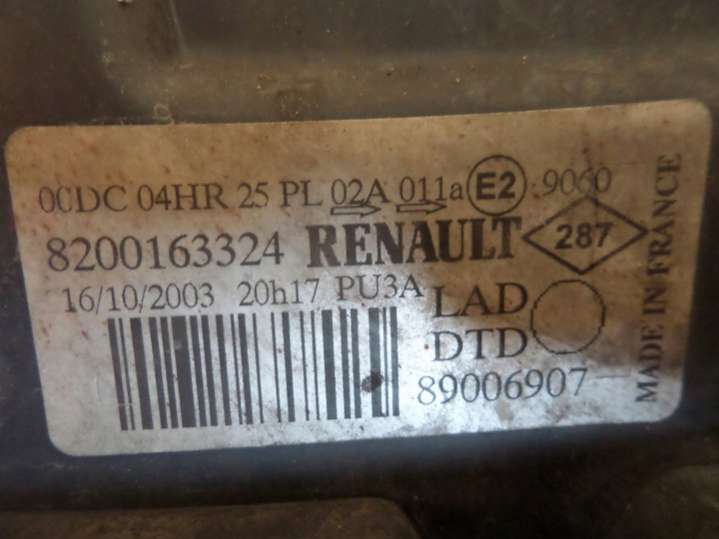 00DC 04HR 25 PL 02A 011a E2 9060
8200163324 RENAULT 287
16/10/2003 20h17 PU3A LAD
DTD
89006907
MADE IN FRANCE